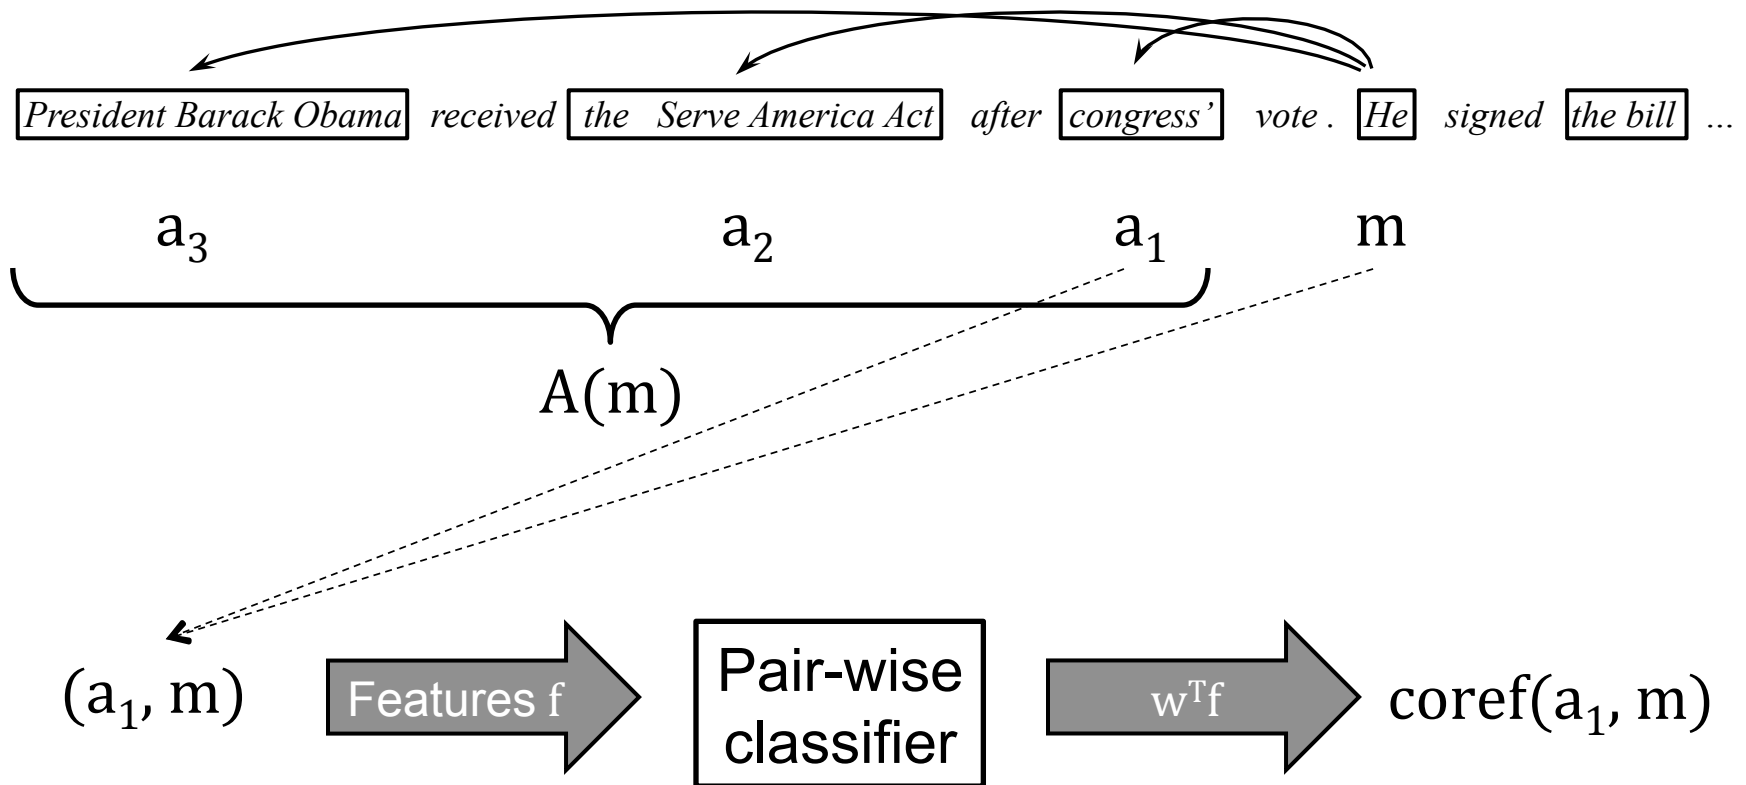 President Barack Obama received the Serve America Act after congress’ vote . He signed the bill ...
a₃ a₂ a₁ m
A(m)
(a₁, m) Features f Pair-wise classifier wᵀf coref(a₁, m)